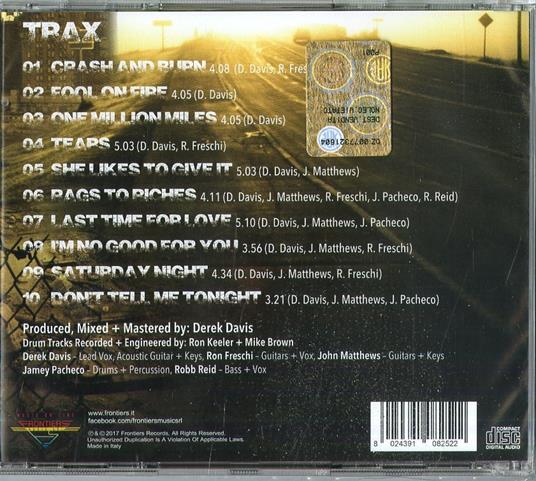 TRAX
01 CRASH AND BURN 4.08 (D. Davis, R. Fres
02 FOOL ON FIRE 4.05 (D. Davis)
03 ONE MILLION MILES 4.05 (D. Davis)
04 TEARS 5.03 (D. Davis, R. Freschi)
05 SHE LIKES TO GIVE IT 5.03 (D. Davis, J. Matthews)
06 RAGS TO RICHES 4.11 (D. Davis, J. Matthews, R. Freschi, J. Pacheco, R. Reid)
07 LAST TIME FOR LOVE 5.10 (D. Davis, J. Matthews, J. Pacheco)
08 I'M NO GOOD FOR YOU 3.56 (D. Davis, J. Matthews, R. Freschi)
09 SATURDAY NIGHT 4.34 (D. Davis, J. Matthews, R. Freschi)
10 DON'T TELL ME TONIGHT 3.21 (D. Davis, J. Matthews, J. Pacheco)
P001
DEST.VENDITA
NOLEG.VIETATO
DZ 0077321604
Produced, Mixed + Mastered by: Derek Davis
Drum Tracks Recorded + Engineered by: Ron Keeler + Mike Brown
Derek Davis - Lead Vox, Acoustic Guitar + Keys, Ron Freschi - Guitars + Vox, John Matthews - Guitars + Keys
Jamey Pacheco - Drums + Percussion, Robb Reid - Bass + Vox
FRONTIERS
www.frontiers.it
facebook.com/frontiersmusicsrl
℗ & © 2017 Frontiers Records. All Rights Reserved.
Unauthorized Duplication Is A Violation Of Applicable Laws.
Made in Italy
8 024391 082522
COMPACT
disc
DIGITAL AUDIO